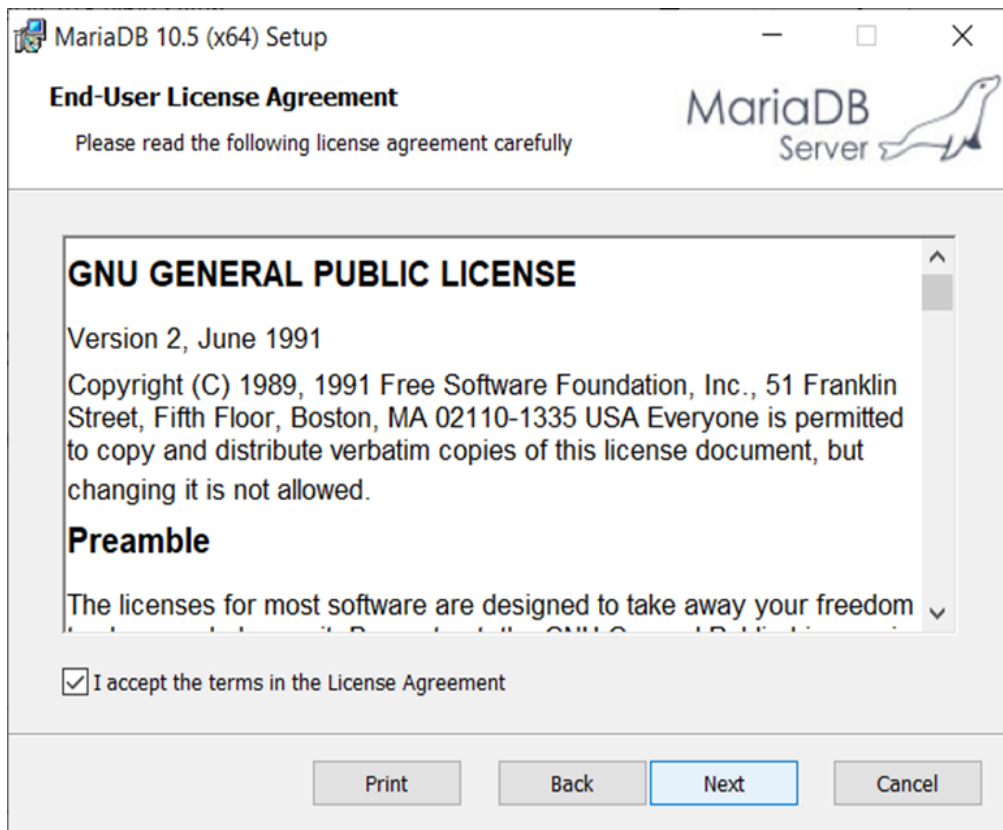 MariaDB 10.5 (x64) Setup
End-User License Agreement
Please read the following license agreement carefully
MariaDB
Server
GNU GENERAL PUBLIC LICENSE
Version 2, June 1991
Copyright (C) 1989, 1991 Free Software Foundation, Inc., 51 Franklin
Street, Fifth Floor, Boston, MA 02110-1335 USA Everyone is permitted
to copy and distribute verbatim copies of this license document, but
changing it is not allowed.
Preamble
The licenses for most software are designed to take away your freedom
I accept the terms in the License Agreement
Print
Back
Next
Cancel